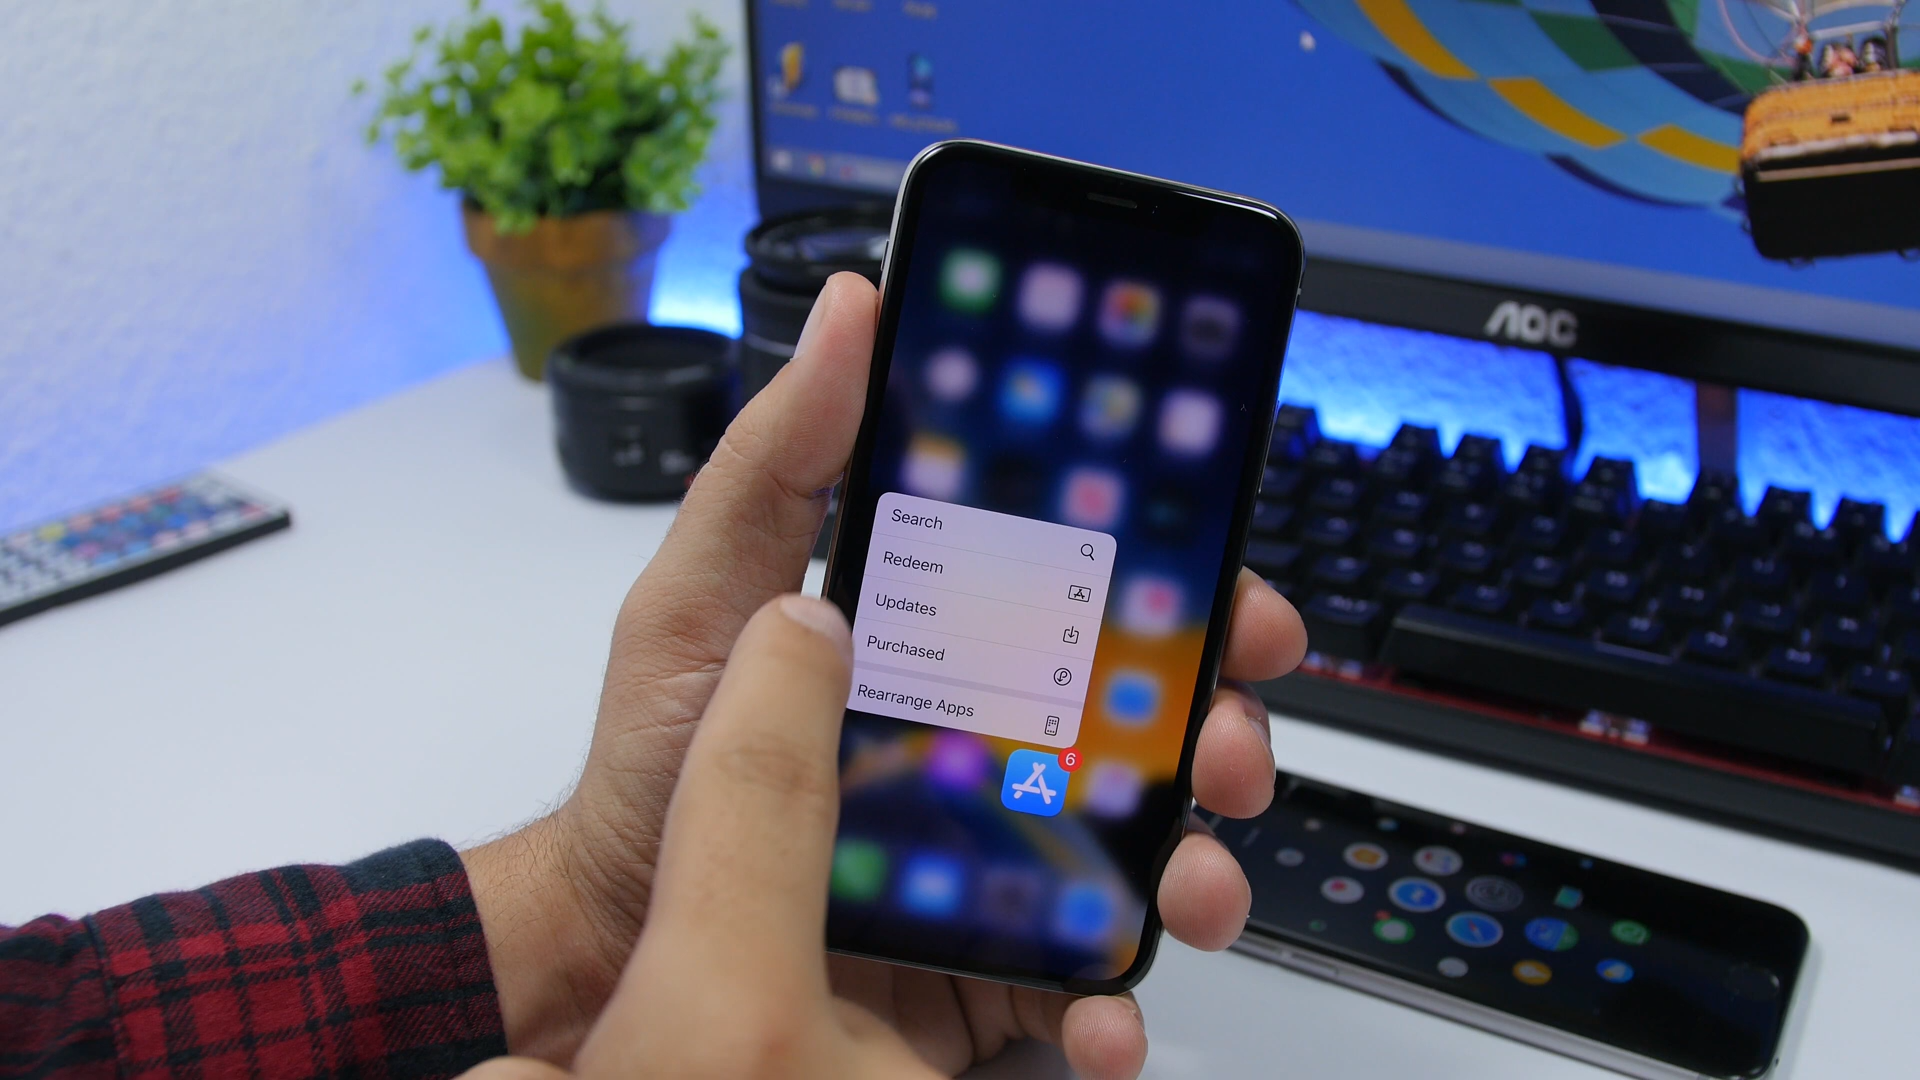 AOC
Search
Redeem
Updates
Purchased
Rearrange Apps
6